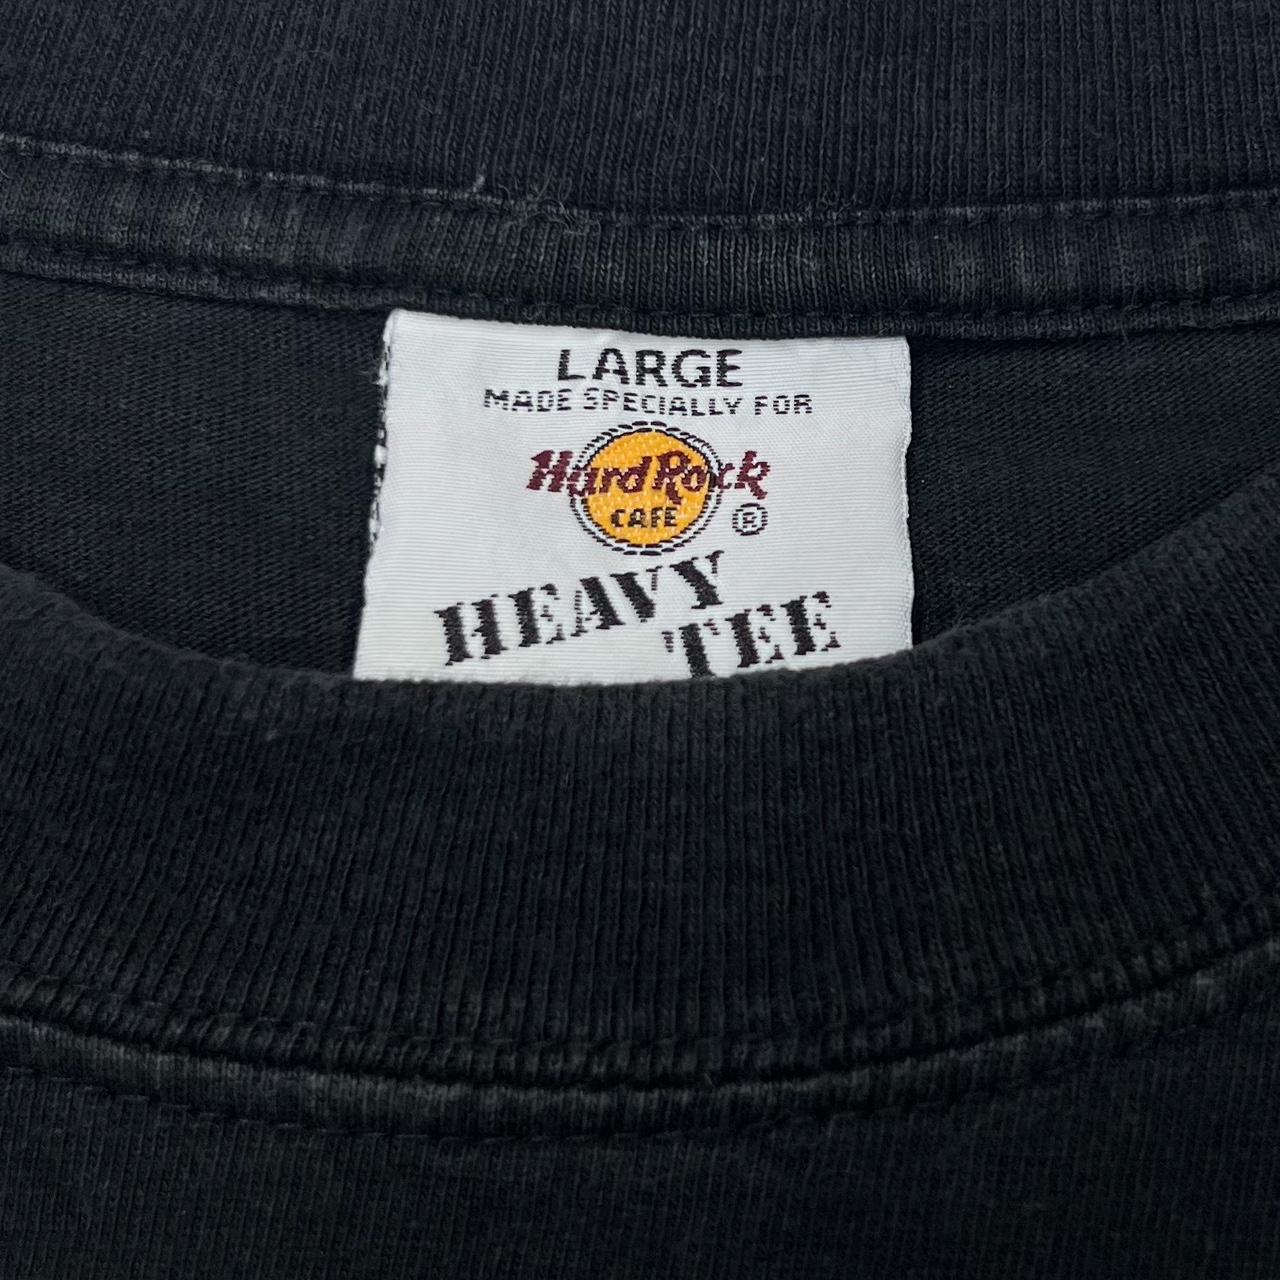 LARGE
MADE SPECIALLY FOR
Hard Rock
CAFE ®
HEAVY
TEE